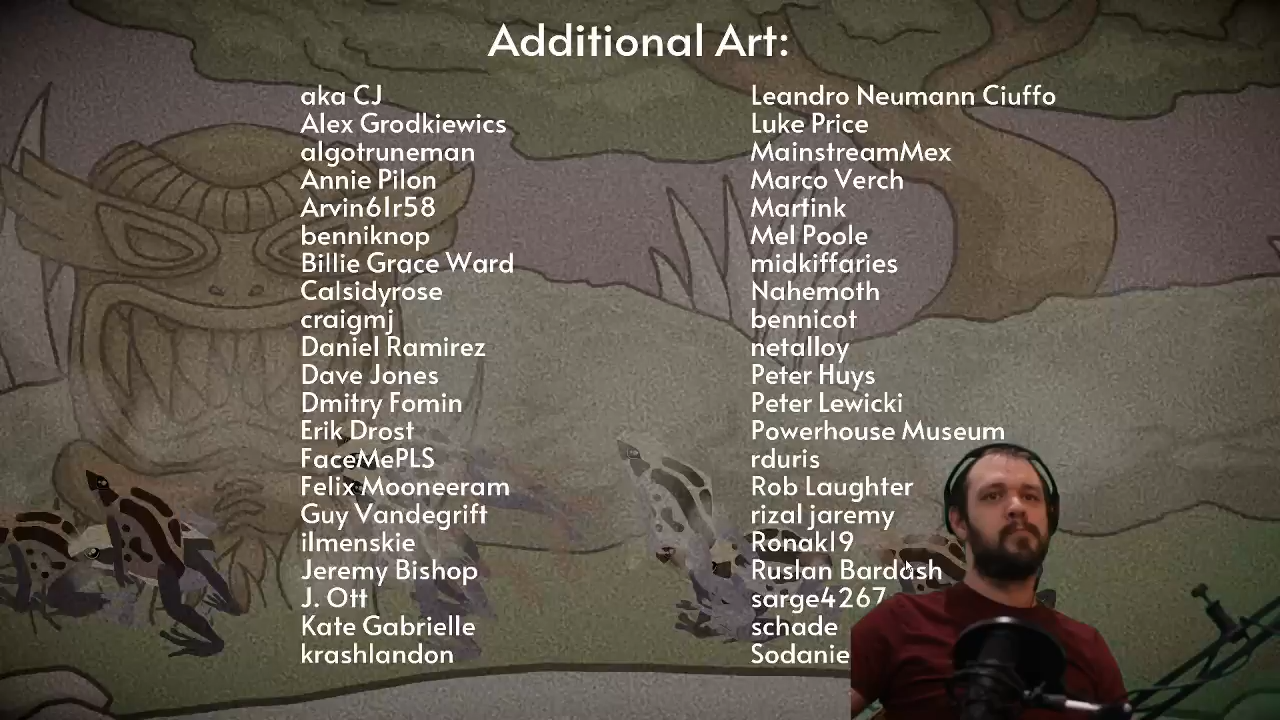 Additional Art:
aka CJ
Alex Grodkiewics
algotruneman
Annie Pilon
Arvin61r58
benniknop
Billie Grace Ward
Calsidyrose
craigmj
Daniel Ramirez
Dave Jones
Dmitry Fomin
Erik Drost
FaceMePLS
Felix Mooneeram
Guy Vandegrift
ilmenskie
Jeremy Bishop
J. Ott
Kate Gabrielle
krashlandon
Leandro Neumann Ciuffo
Luke Price
MainstreamMex
Marco Verch
Martink
Mel Poole
midkiffaries
Nahemoth
bennicot
netalloy
Peter Huys
Peter Lewicki
Powerhouse Museum
rduris
Rob Laughter
rizal jaremy
Ronak19
Ruslan Bardash
sarge4267
schade
Sodanie